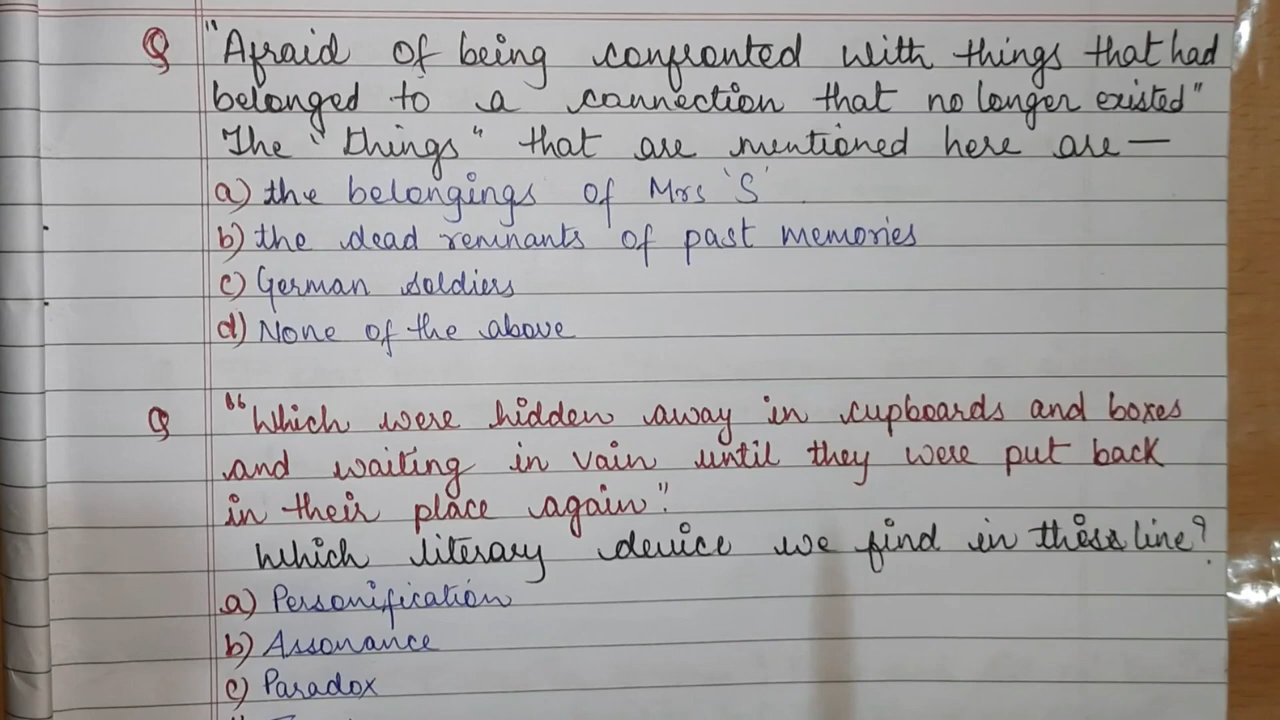 Q "Afraid of being confronted with things that had
belonged to a connection that no longer existed"
The "things" that are mentioned here are —
a) the belongings of Mrs 'S'
b) the dead remnants of past memories
c) German soldiers
d) None of the above
Q "Which were hidden away in cupboards and boxes
and waiting in vain until they were put back
in their place again".
Which literary device we find in this line?
a) Personification
b) Assonance
c) Paradox